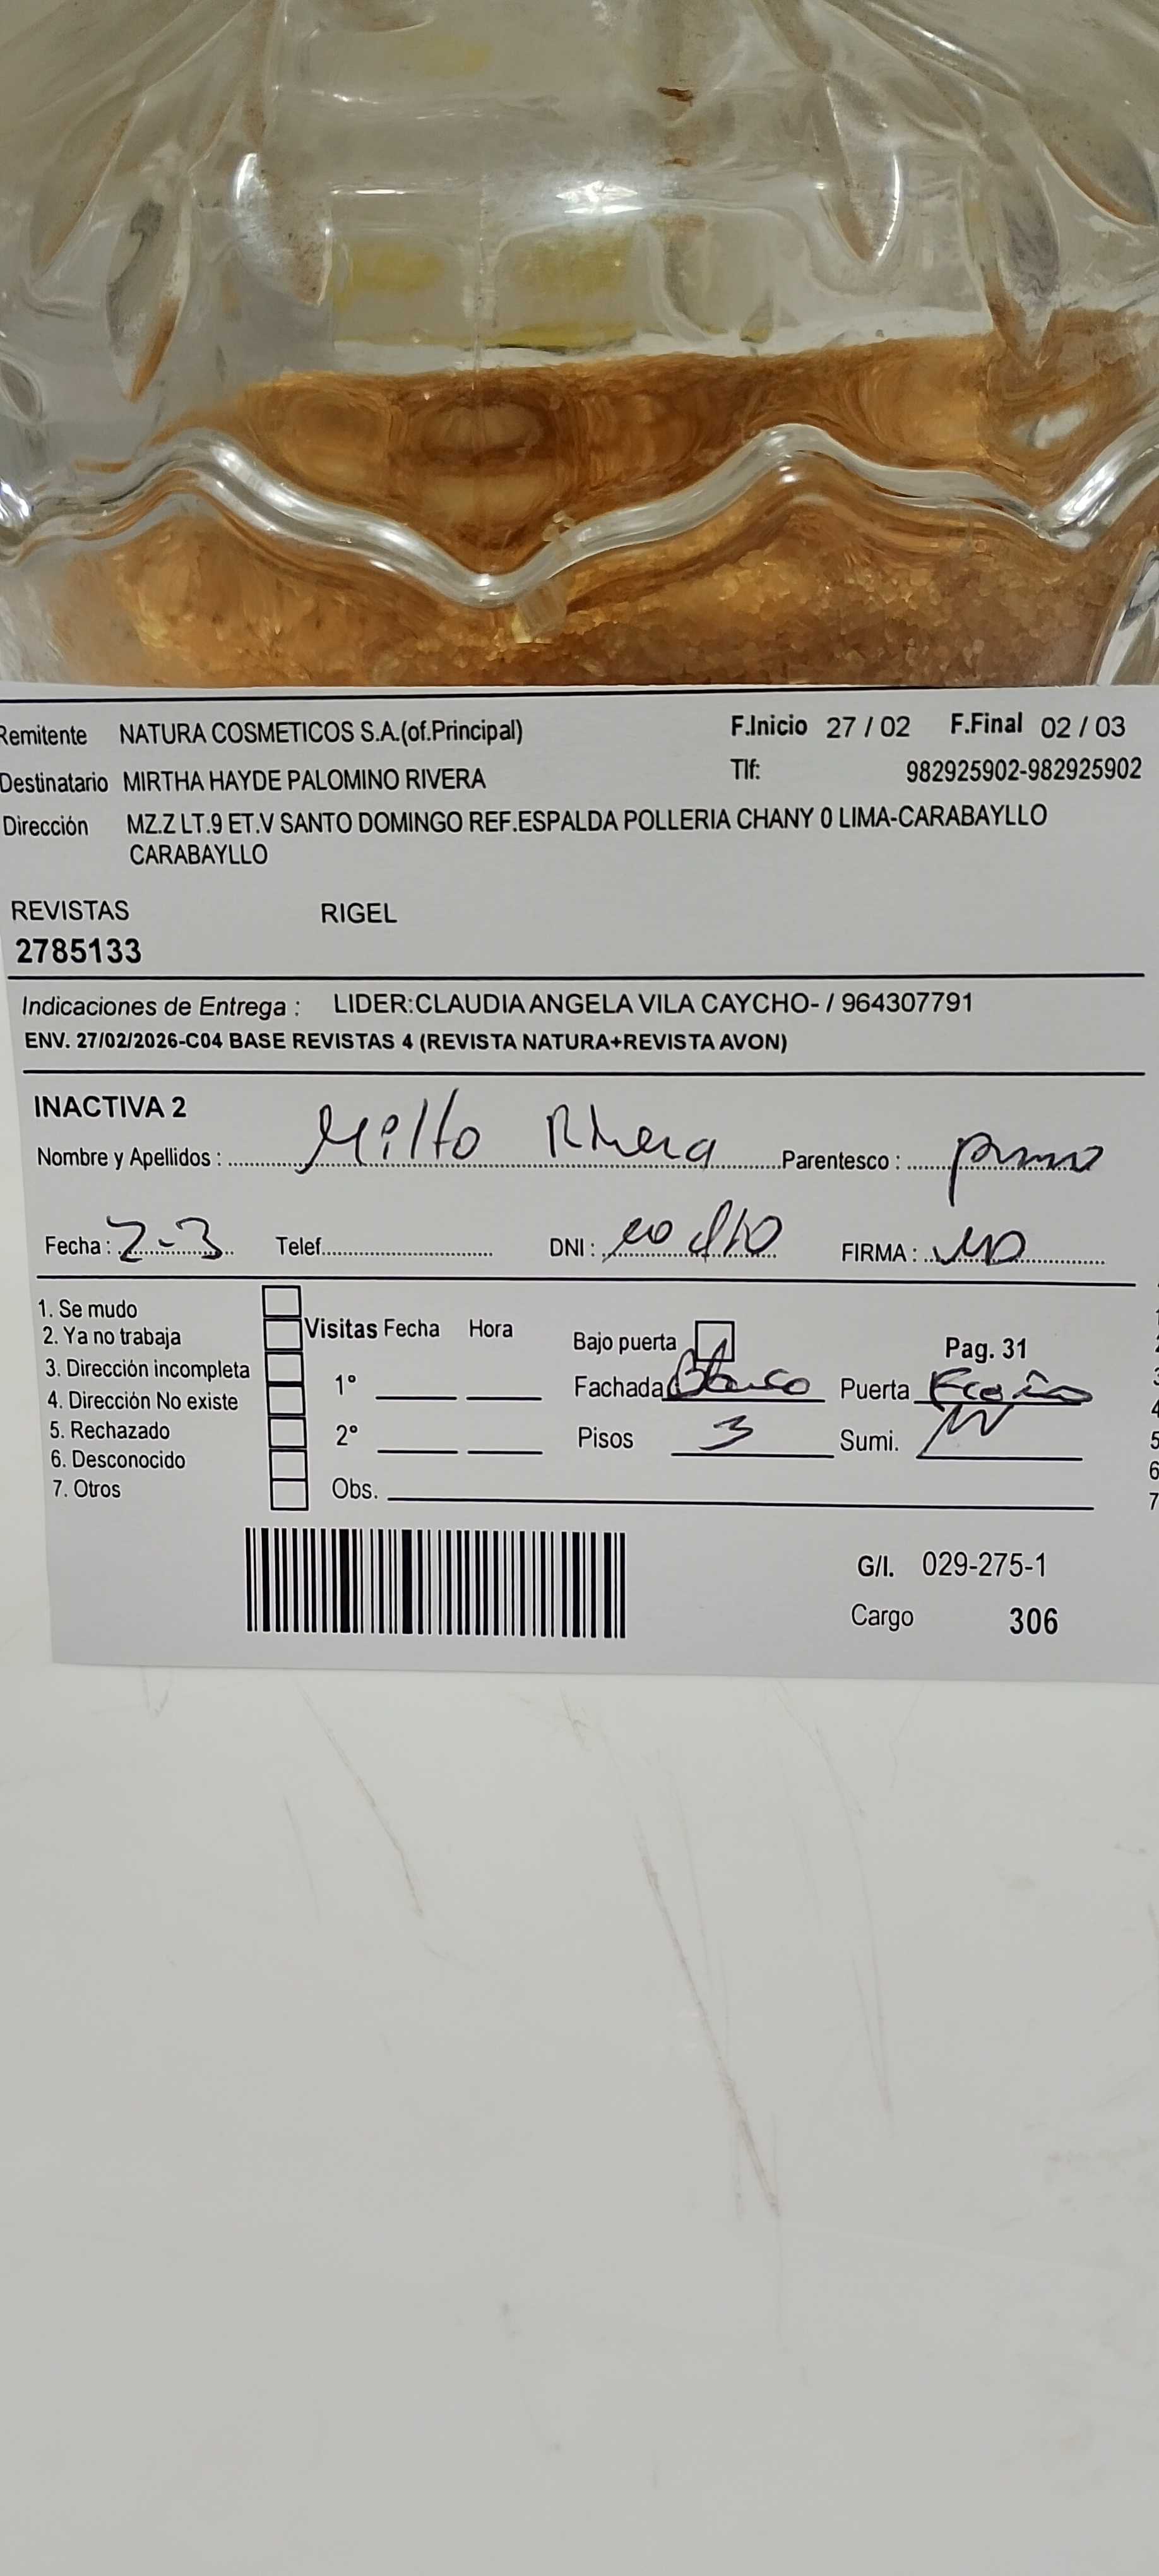 Remitente NATURA COSMETICOS S.A.(of.Principal) F.Inicio 27 / 02 F.Final 02 / 03
Destinatario MIRTHA HAYDE PALOMINO RIVERA Tlf: 982925902-982925902
Dirección MZ.Z LT.9 ET.V SANTO DOMINGO REF.ESPALDA POLLERIA CHANY 0 LIMA-CARABAYLLO
CARABAYLLO
REVISTAS RIGEL
2785133
Indicaciones de Entrega : LIDER:CLAUDIA ANGELA VILA CAYCHO- / 964307791
ENV. 27/02/2026-C04 BASE REVISTAS 4 (REVISTA NATURA+REVISTA AVON)
INACTIVA 2
Nombre y Apellidos : Rivera Parentesco : primo
Fecha : 2-3 Telef. DNI : no dio FIRMA :
1. Se mudo
2. Ya no trabaja Visitas Fecha Hora Bajo puerta Pag. 31
3. Dirección incompleta 1° Fachada Blanco Puerta
4. Dirección No existe
5. Rechazado 2° Pisos 3 Sumi.
6. Desconocido
7. Otros Obs.
G/I. 029-275-1
Cargo 306